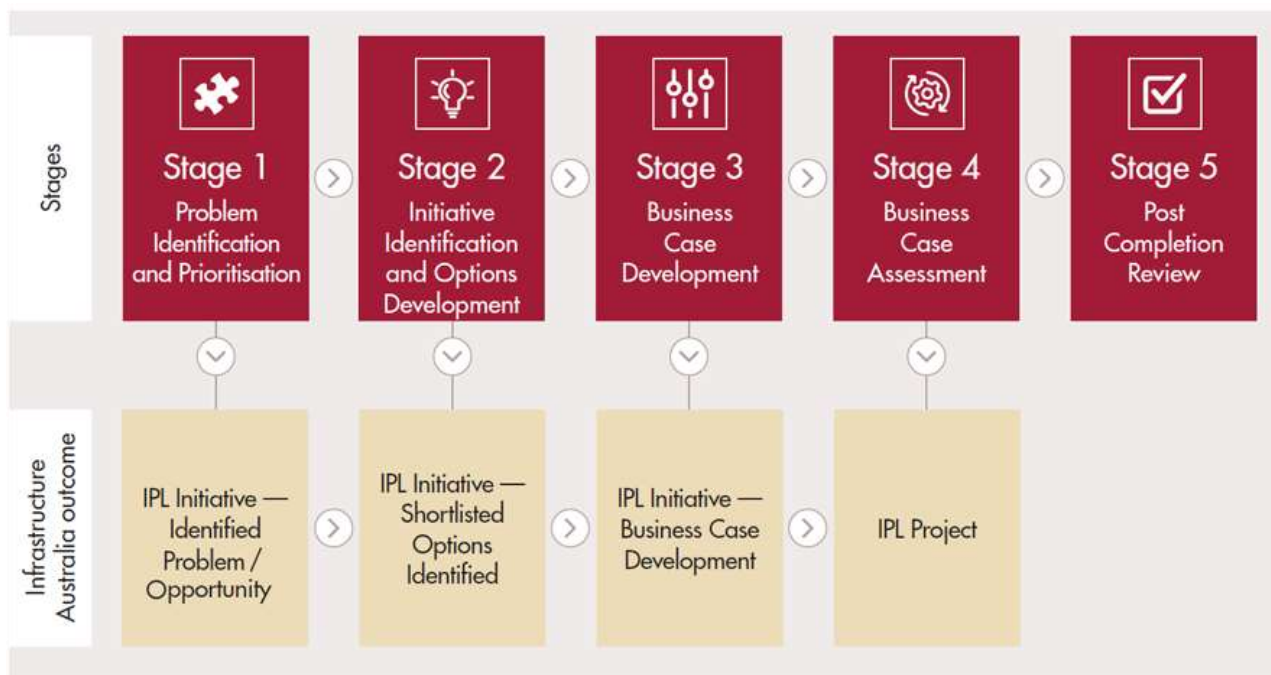 Stages
Stage 1
Problem
Identification
and Prioritisation
Stage 2
Initiative
Identification
and Options
Development
Stage 3
Business
Case
Development
Stage 4
Business
Case
Assessment
Stage 5
Post
Completion
Review
Infrastructure
Australia outcome
IPL Initiative —
Identified
Problem /
Opportunity
IPL Initiative —
Shortlisted
Options
Identified
IPL Initiative —
Business Case
Development
IPL Project